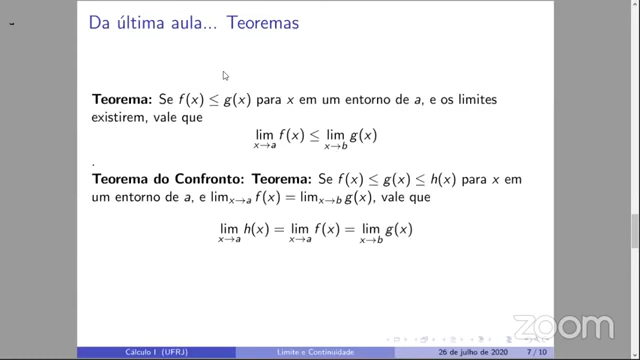 Da última aula... Teoremas
Teorema: Se f(x) ≤ g(x) para x em um entorno de a, e os limites
existirem, vale que
lim f(x) ≤ lim g(x)
x→a x→b
.
Teorema do Confronto: Teorema: Se f(x) ≤ g(x) ≤ h(x) para x em
um entorno de a, e limx→a f(x) = limx→b g(x), vale que
lim h(x) = lim f(x) = lim g(x)
x→a x→a x→b
zoom
Cálculo I (UFRJ) Limite e Continuidade 26 de julho de 2020 7 / 10